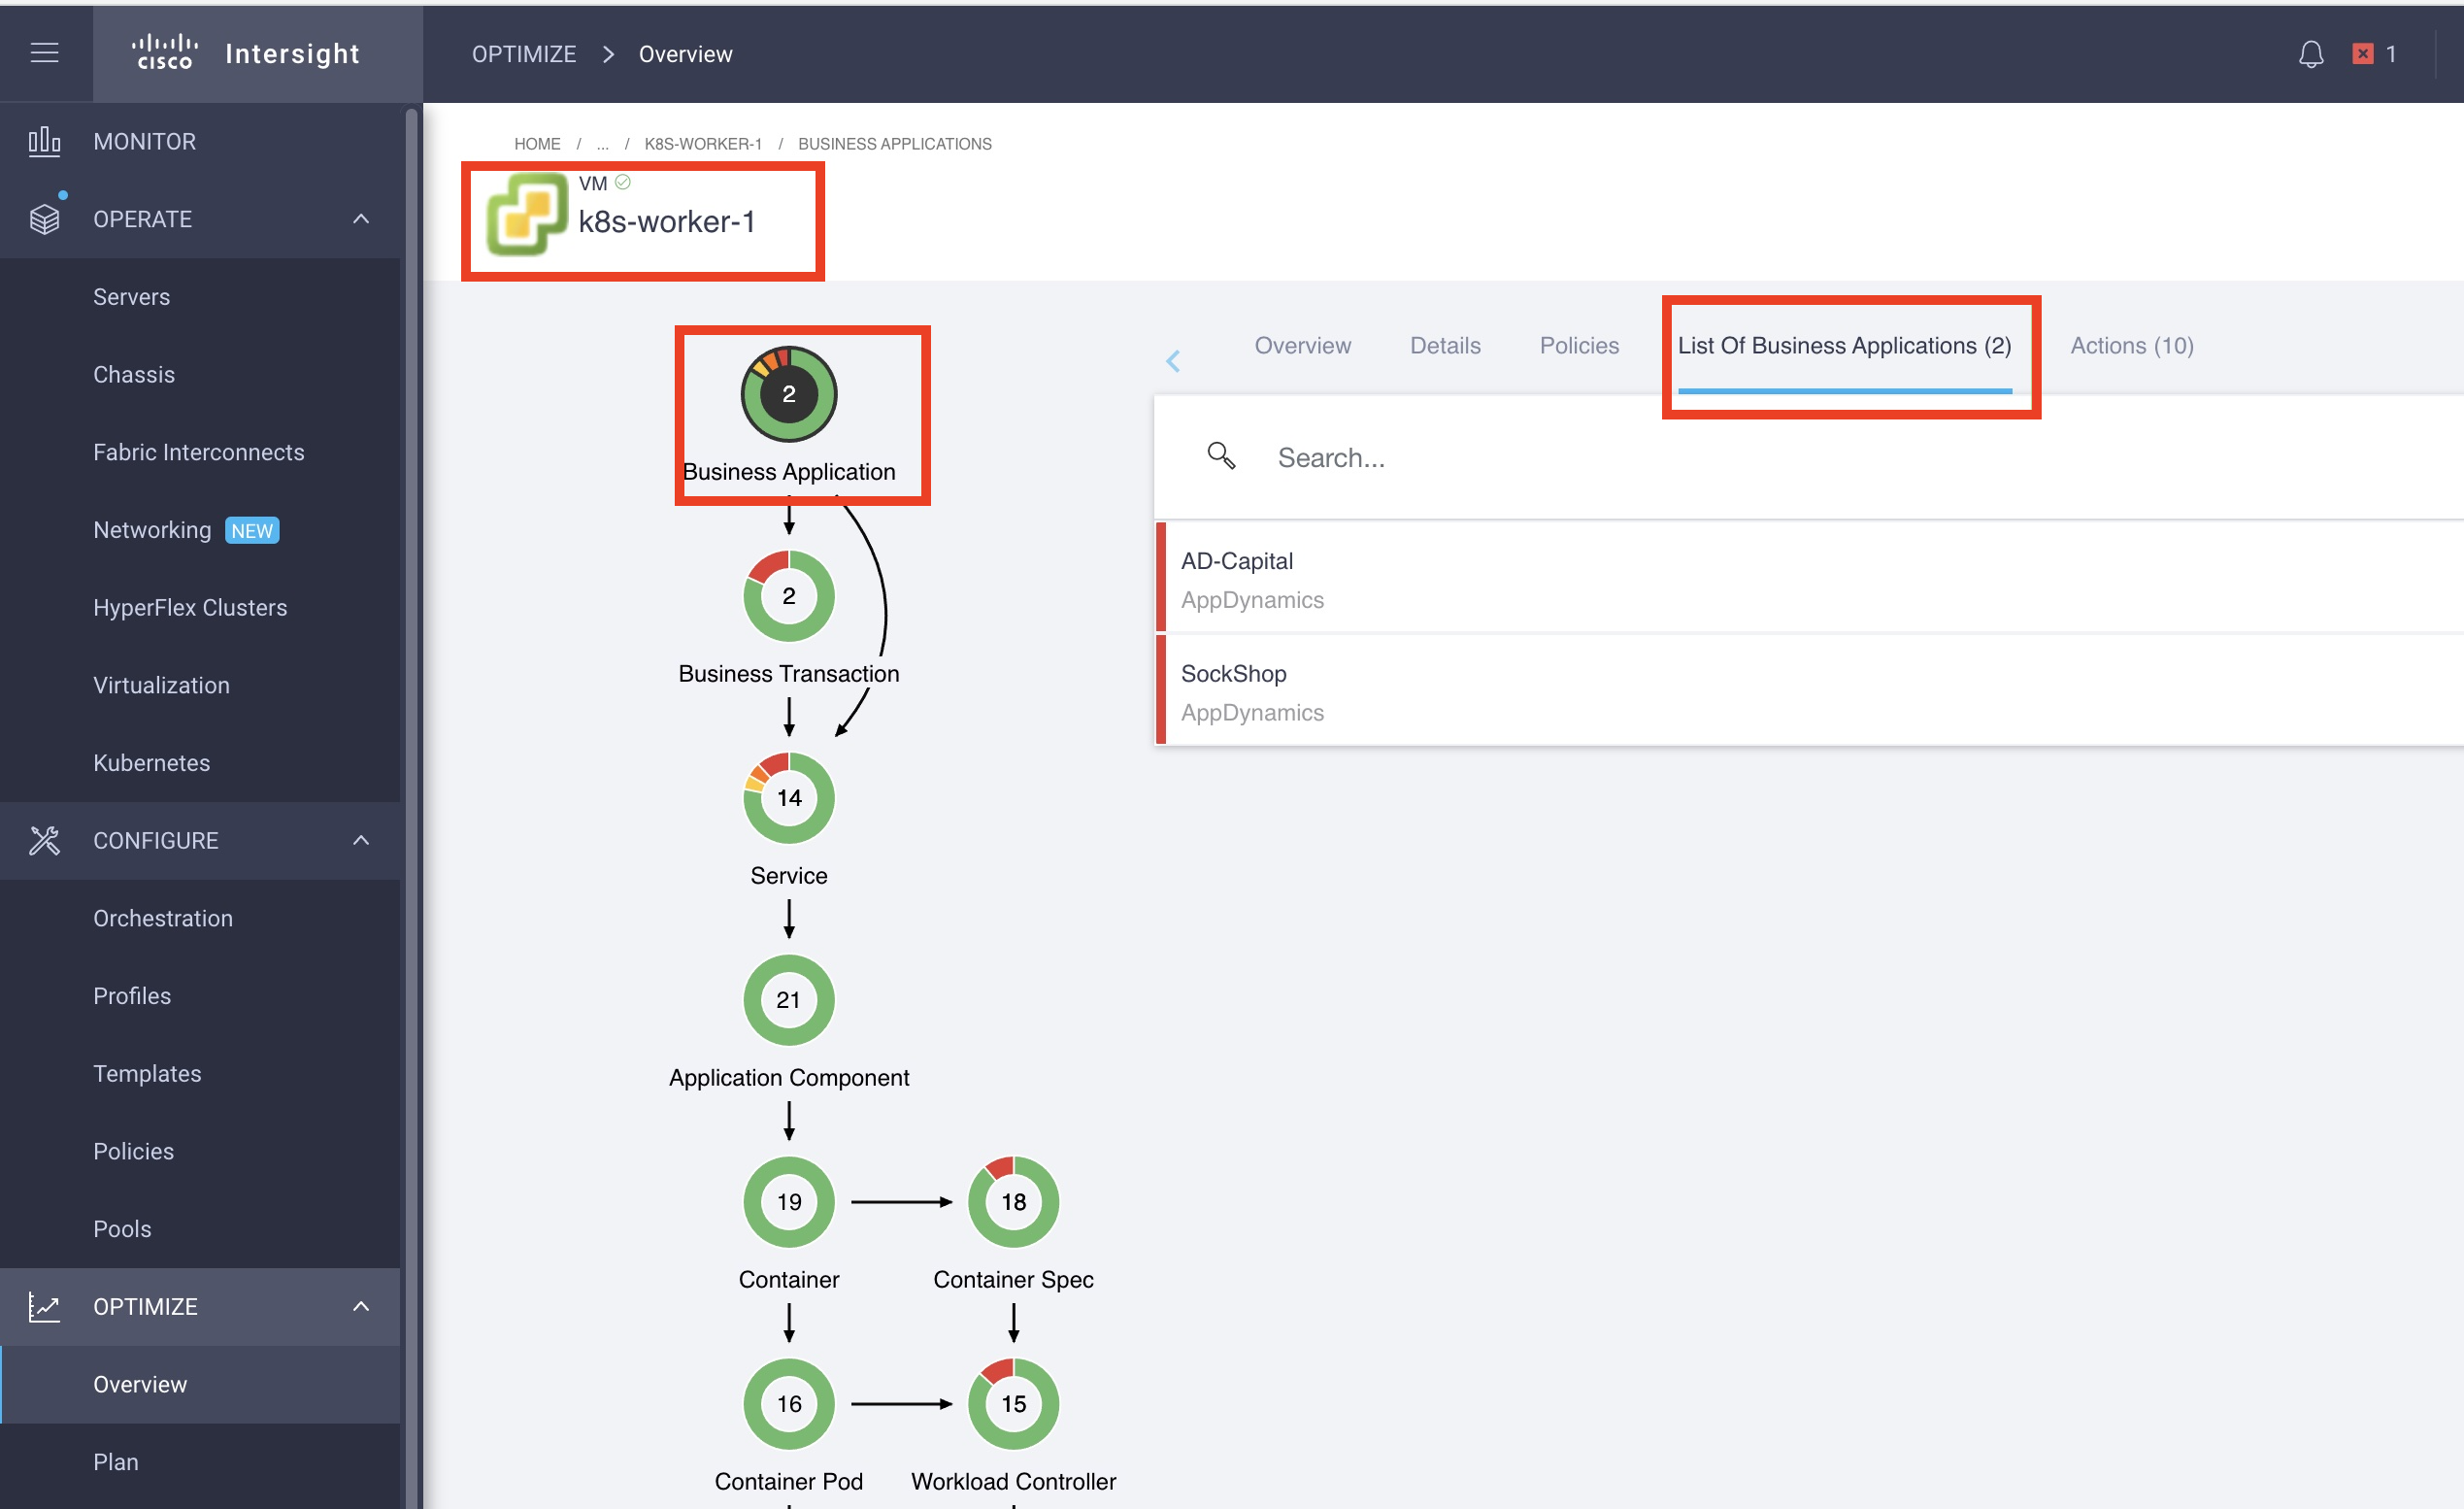 CISCO
Intersight
OPTIMIZE > Overview
1
MONITOR
OPERATE
Servers
Chassis
Fabric Interconnects
Networking NEW
HyperFlex Clusters
Virtualization
Kubernetes
CONFIGURE
Orchestration
Profiles
Templates
Policies
Pools
OPTIMIZE
Overview
Plan
HOME / ... / K8S-WORKER-1 / BUSINESS APPLICATIONS
VM
k8s-worker-1
2
Business Application
2
Business Transaction
14
Service
21
Application Component
19
18
Container
Container Spec
16
15
Container Pod
Workload Controller
Overview
Details
Policies
List Of Business Applications (2)
Actions (10)
Search...
AD-Capital
AppDynamics
SockShop
AppDynamics